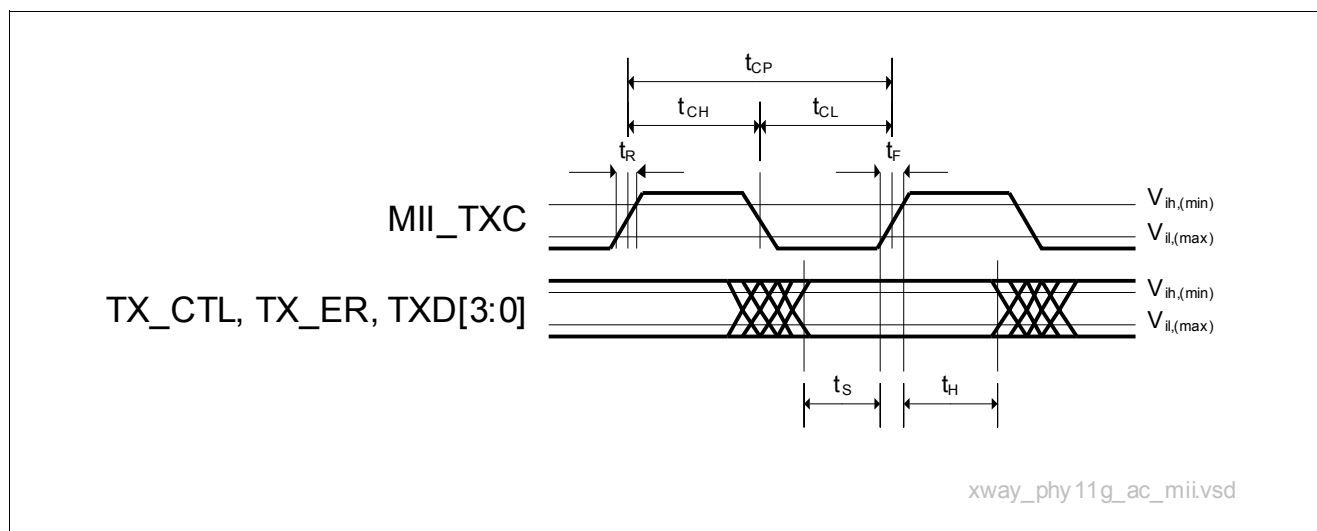 tCP
tCH tCL
tR tF
MII_TXC
Vih,(min)
Vil,(max)
TX_CTL, TX_ER, TXD[3:0]
Vih,(min)
Vil,(max)
tS tH
xway_phy11g_ac_mii.vsd